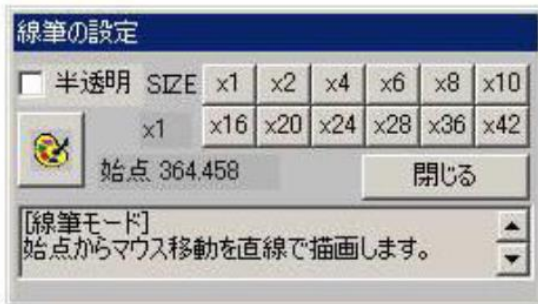 線筆の設定
半透明 SIZE x1 x2 x4 x6 x8 x10
x1 x16 x20 x24 x28 x36 x42
始点 364,458 閉じる
[線筆モード]
始点からマウス移動を直線で描画します。